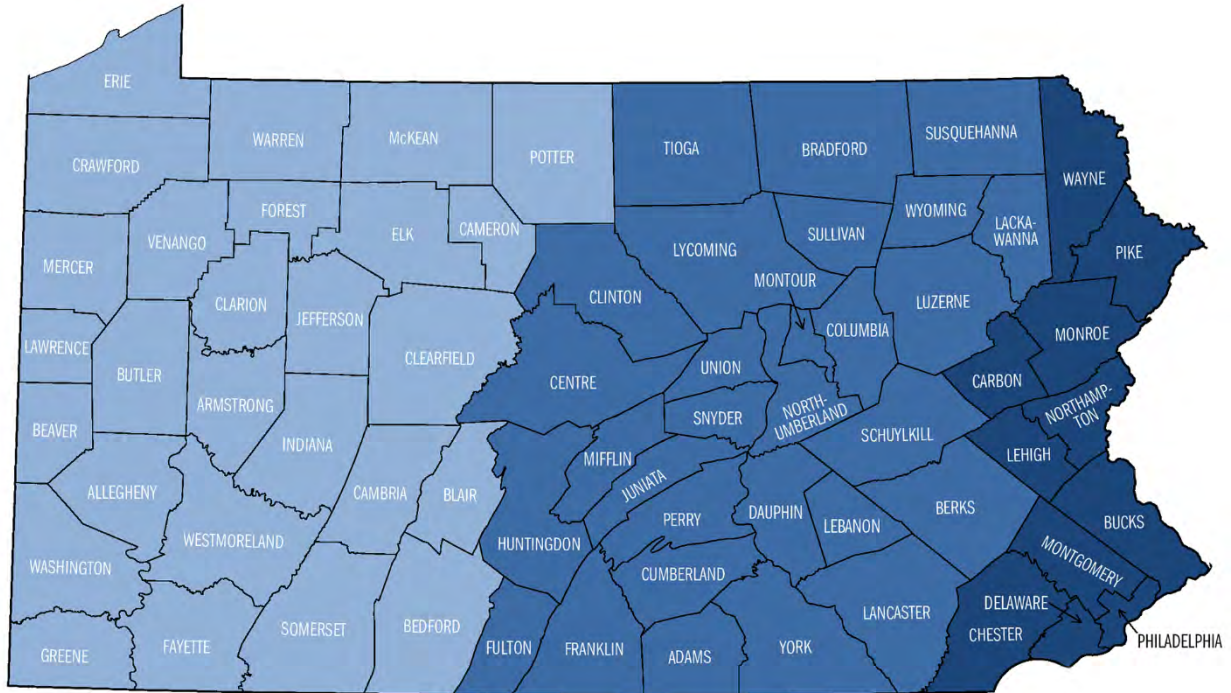 ERIE
WARREN
McKEAN
POTTER
TIOGA
BRADFORD
SUSQUEHANNA
WAYNE
CRAWFORD
FOREST
ELK
CAMERON
VENANGO
MERCER
CLARION
JEFFERSON
CLINTON
LYCOMING
SULLIVAN
WYOMING
LACKA-
WANNA
PIKE
MONTOUR
COLUMBIA
LUZERNE
MONROE
LAWRENCE
BUTLER
CLEARFIELD
CENTRE
UNION
CARBON
ARMSTRONG
BEAVER
INDIANA
SNYDER
NORTH-
UMBERLAND
SCHUYLKILL
NORTHAMP-
TON
LEHIGH
ALLEGHENY
CAMBRIA
BLAIR
MIFFLIN
JUNIATA
PERRY
DAUPHIN
LEBANON
BERKS
BUCKS
WESTMORELAND
HUNTINGDON
WASHINGTON
CUMBERLAND
MONTGOMERY
LANCASTER
DELAWARE
CHESTER
PHILADELPHIA
GREENE
FAYETTE
SOMERSET
BEDFORD
FULTON
FRANKLIN
ADAMS
YORK